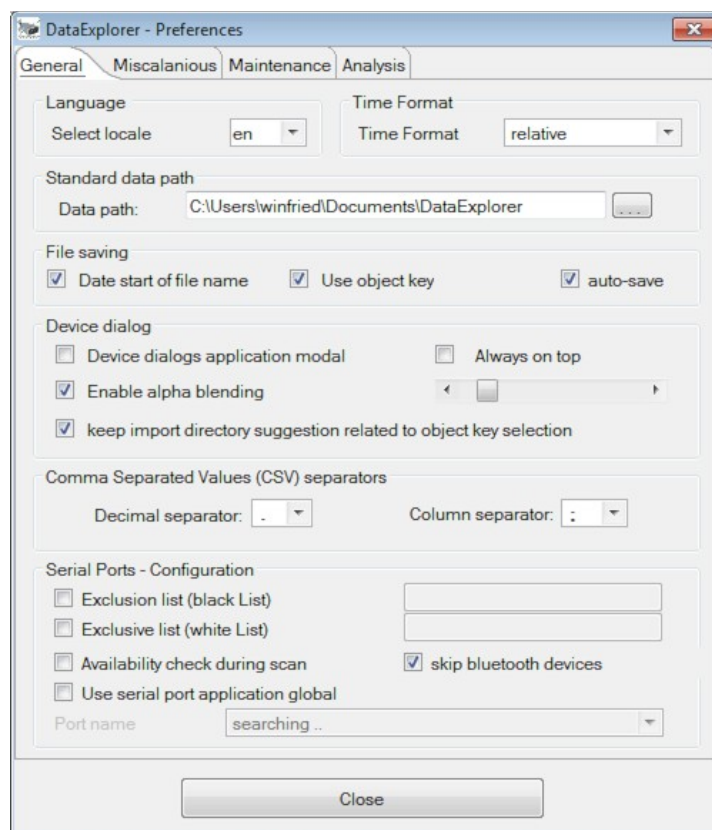 DataExplorer - Preferences
General Miscalanious Maintenance Analysis
Language Time Format
Select locale en Time Format relative
Standard data path
Data path: C:\Users\winfried\Documents\DataExplorer ...
File saving
Date start of file name Use object key auto-save
Device dialog
Device dialogs application modal Always on top
Enable alpha blending
keep import directory suggestion related to object key selection
Comma Separated Values (CSV) separators
Decimal separator: . Column separator: ;
Serial Ports - Configuration
Exclusion list (black List)
Exclusive list (white List)
Availability check during scan skip bluetooth devices
Use serial port application global
Port name searching ..
Close